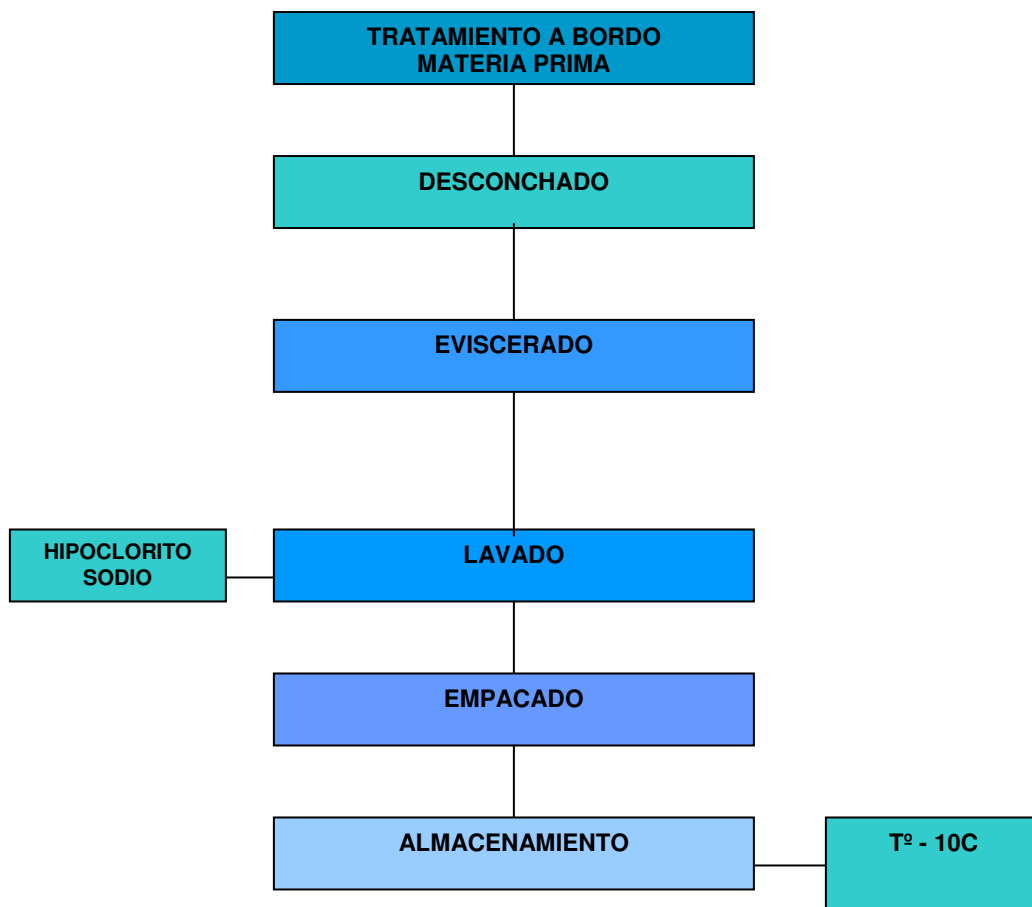 TRATAMIENTO A BORDO
MATERIA PRIMA
DESCONCHADO
EVISCERADO
HIPOCLORITO
SODIO
LAVADO
EMPACADO
ALMACENAMIENTO
Tº - 10C